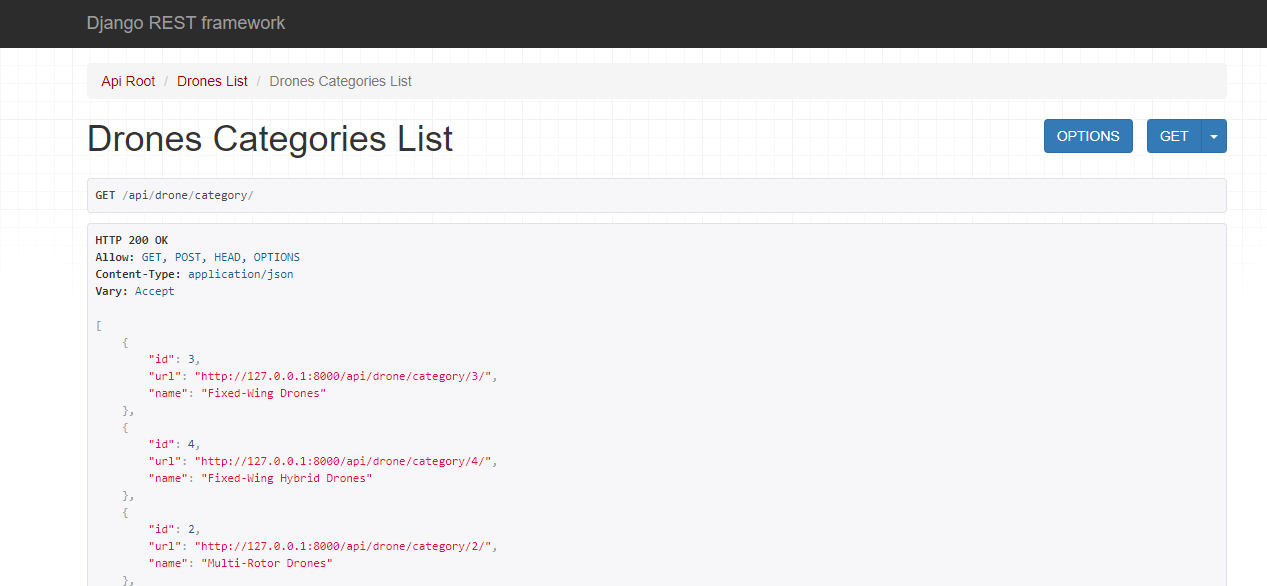 Django REST framework
Api Root / Drones List / Drones Categories List
Drones Categories List
OPTIONS
GET
GET /api/drone/category/
HTTP 200 OK
Allow: GET, POST, HEAD, OPTIONS
Content-Type: application/json
Vary: Accept
[
    {
        "id": 3,
        "url": "http://127.0.0.1:8000/api/drone/category/3/",
        "name": "Fixed-Wing Drones"
    },
    {
        "id": 4,
        "url": "http://127.0.0.1:8000/api/drone/category/4/",
        "name": "Fixed-Wing Hybrid Drones"
    },
    {
        "id": 2,
        "url": "http://127.0.0.1:8000/api/drone/category/2/",
        "name": "Multi-Rotor Drones"
    },